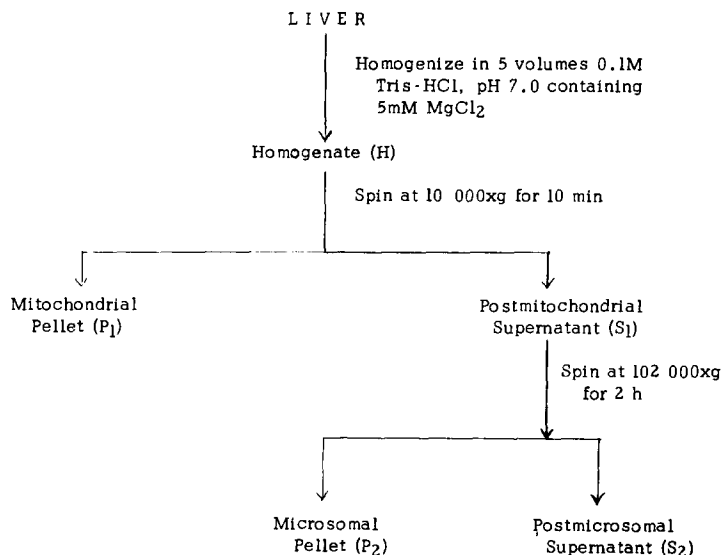 LIVER
Homogenize in 5 volumes 0.1M
Tris-HCl, pH 7.0 containing
5mM MgCl2
Homogenate (H)
Spin at 10 000xg for 10 min
Mitochondrial
Pellet (P1)
Postmitochondrial
Supernatant (S1)
Spin at 102 000xg
for 2 h
Microsomal
Pellet (P2)
Postmicrosomal
Supernatant (S2)